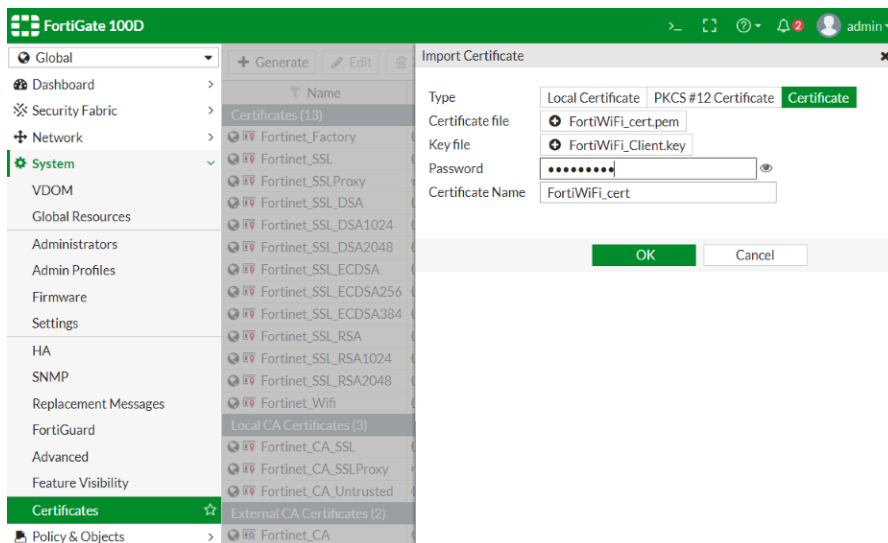 FortiGate 100D
>_
2
admin
Global
Dashboard
Security Fabric
Network
System
VDOM
Global Resources
Administrators
Admin Profiles
Firmware
Settings
HA
SNMP
Replacement Messages
FortiGuard
Advanced
Feature Visibility
Certificates
Policy & Objects
+ Generate Edit
Name
Certificates (13)
Fortinet_Factory
Fortinet_SSL
Fortinet_SSLProxy
Fortinet_SSL_DSA
Fortinet_SSL_DSA1024
Fortinet_SSL_DSA2048
Fortinet_SSL_ECDSA
Fortinet_SSL_ECDSA256
Fortinet_SSL_ECDSA384
Fortinet_SSL_RSA
Fortinet_SSL_RSA1024
Fortinet_SSL_RSA2048
Fortinet_Wifi
Local CA Certificates (3)
Fortinet_CA_SSL
Fortinet_CA_SSLProxy
Fortinet_CA_Untrusted
External CA Certificates (2)
Fortinet_CA
Import Certificate
Type Local Certificate PKCS #12 Certificate Certificate
Certificate file FortiWiFi_cert.pem
Key file FortiWiFi_Client.key
Password •••••••••
Certificate Name FortiWiFi_cert
OK Cancel